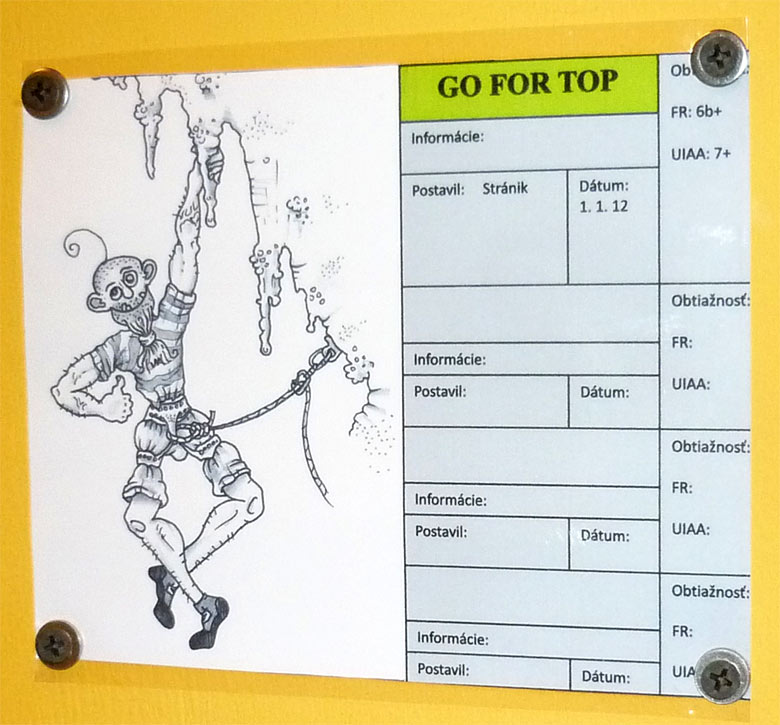 GO FOR TOP
FR: 6b+
Informácie:
UIAA: 7+
Postavil: Stránik
Dátum:
1. 1. 12
Obtiažnosť:
FR:
Informácie:
UIAA:
Postavil:
Dátum:
Obtiažnosť:
FR:
Informácie:
UIAA:
Postavil:
Dátum:
Obtiažnosť:
FR:
Informácie:
Postavil:
Dátum: